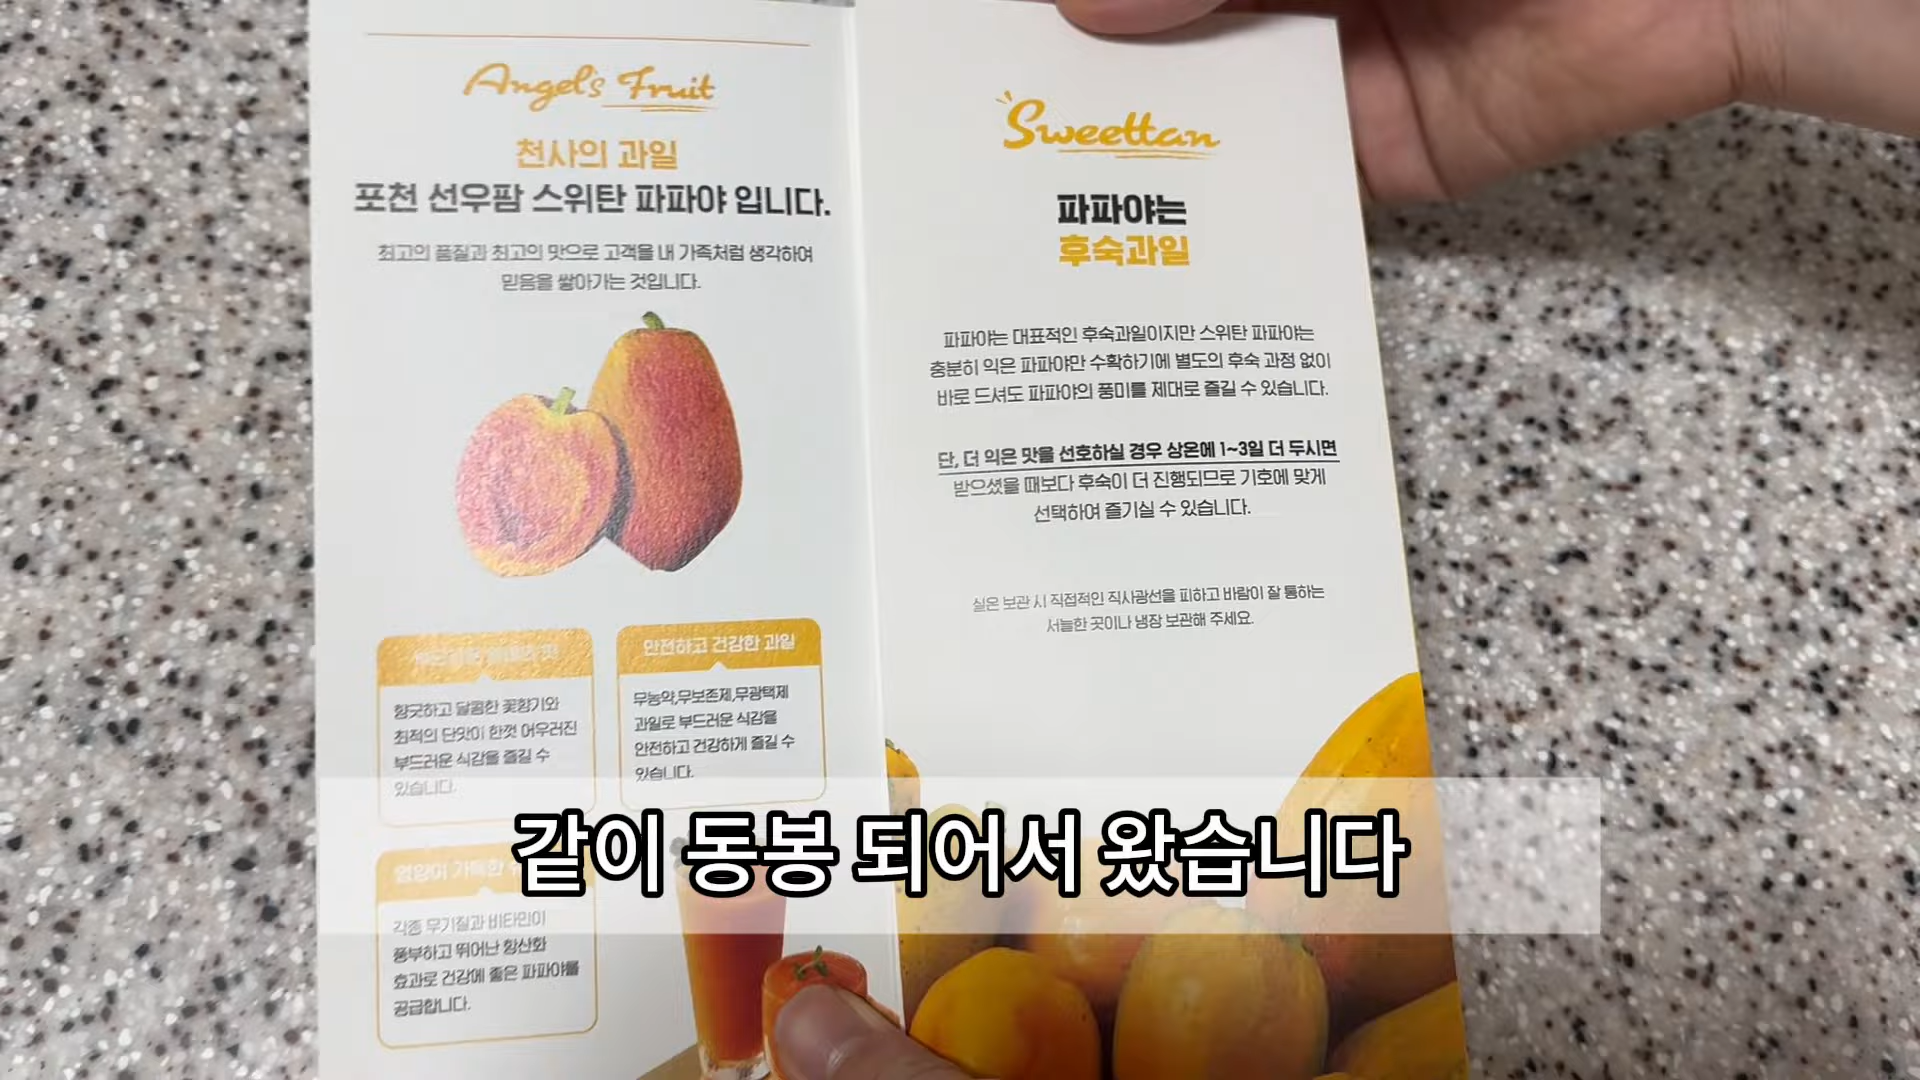 Angel's Fruit
천사의 과일
포천 선우팜 스위탄 파파야 입니다.
최고의 품질과 최고의 맛으로 고객을 내 가족처럼 생각하여
믿음을 쌓아가는 것입니다.
향긋하고 달콤한 꽃향기와
최적의 단맛이 한껏 어우러진
부드러운 식감을 즐길 수
있습니다.
안전하고 건강한 과일
무농약,무보존제,무광택제
과일로 부드러운 식감을
안전하고 건강하게 즐길 수
있습니다.
영양이 가득한
각종 무기질과 비타민이
풍부하고 뛰어난 항산화
효과로 건강에 좋은 파파야를
공급합니다.
Sweettan
파파야는
후숙과일
파파야는 대표적인 후숙과일이지만 스위탄 파파야는
충분히 익은 파파야만 수확하기에 별도의 후숙 과정 없이
바로 드셔도 파파야의 풍미를 제대로 즐길 수 있습니다.
단, 더 익은 맛을 선호하실 경우 상온에 1~3일 더 두시면
받으셨을 때보다 후숙이 더 진행되므로 기호에 맞게
선택하여 즐기실 수 있습니다.
실온 보관 시 직접적인 직사광선을 피하고 바람이 잘 통하는
서늘한 곳이나 냉장 보관해 주세요.
같이 동봉 되어서 왔습니다